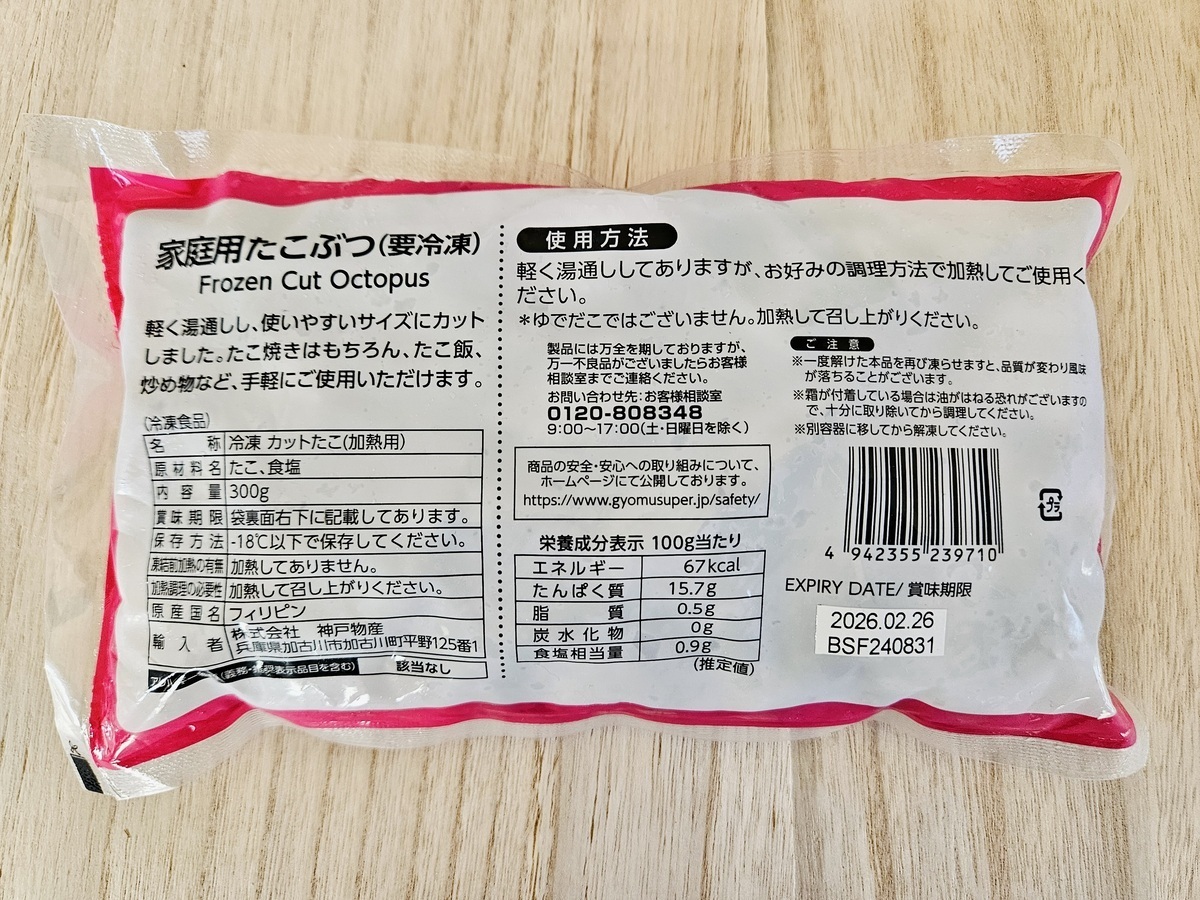 家庭用たこぶつ(要冷凍)
Frozen Cut Octopus
軽く湯通しし、使いやすいサイズにカット
しました。たこ焼きはもちろん、たこ飯、
炒め物など、手軽にご使用いただけます。
(冷凍食品)
名称 冷凍 カットたこ(加熱用)
原材料名 たこ、食塩
内容量 300g
賞味期限 袋裏面右下に記載してあります。
保存方法 -18℃以下で保存してください。
凍結前加熱の有無 加熱してありません。
加熱調理の必要性 加熱して召し上がりください。
原産国名 フィリピン
輸入者 株式会社 神戸物産
兵庫県加古川市加古川町平野125番1
(義務・推奨表示品目を含む) 該当なし
使用方法
軽く湯通ししてありますが、お好みの調理方法で加熱してご使用く
ださい。
*ゆでだこではございません。加熱して召し上がりください。
製品には万全を期しておりますが、
万一不良品がございましたらお客様
相談室までご連絡ください。
お問い合わせ先:お客様相談室
0120-808348
9:00〜17:00(土・日曜日を除く)
商品の安全・安心への取り組みについて、
ホームページにて公開しております。
https://www.gyomusuper.jp/safety/
栄養成分表示 100g当たり
エネルギー 67kcal
たんぱく質 15.7g
脂質 0.5g
炭水化物 0g
食塩相当量 0.9g
(推定値)
ご注意
※一度解けた本品を再び凍らせますと、品質が変わり風味
が落ちることがございます。
※霜が付着している場合は油がはねる恐れがございますの
で、十分に取り除いてから調理してください。
※別容器に移してから解凍してください。
4 942355 239710
プラ
EXPIRY DATE/ 賞味期限
2026.02.26
BSF240831